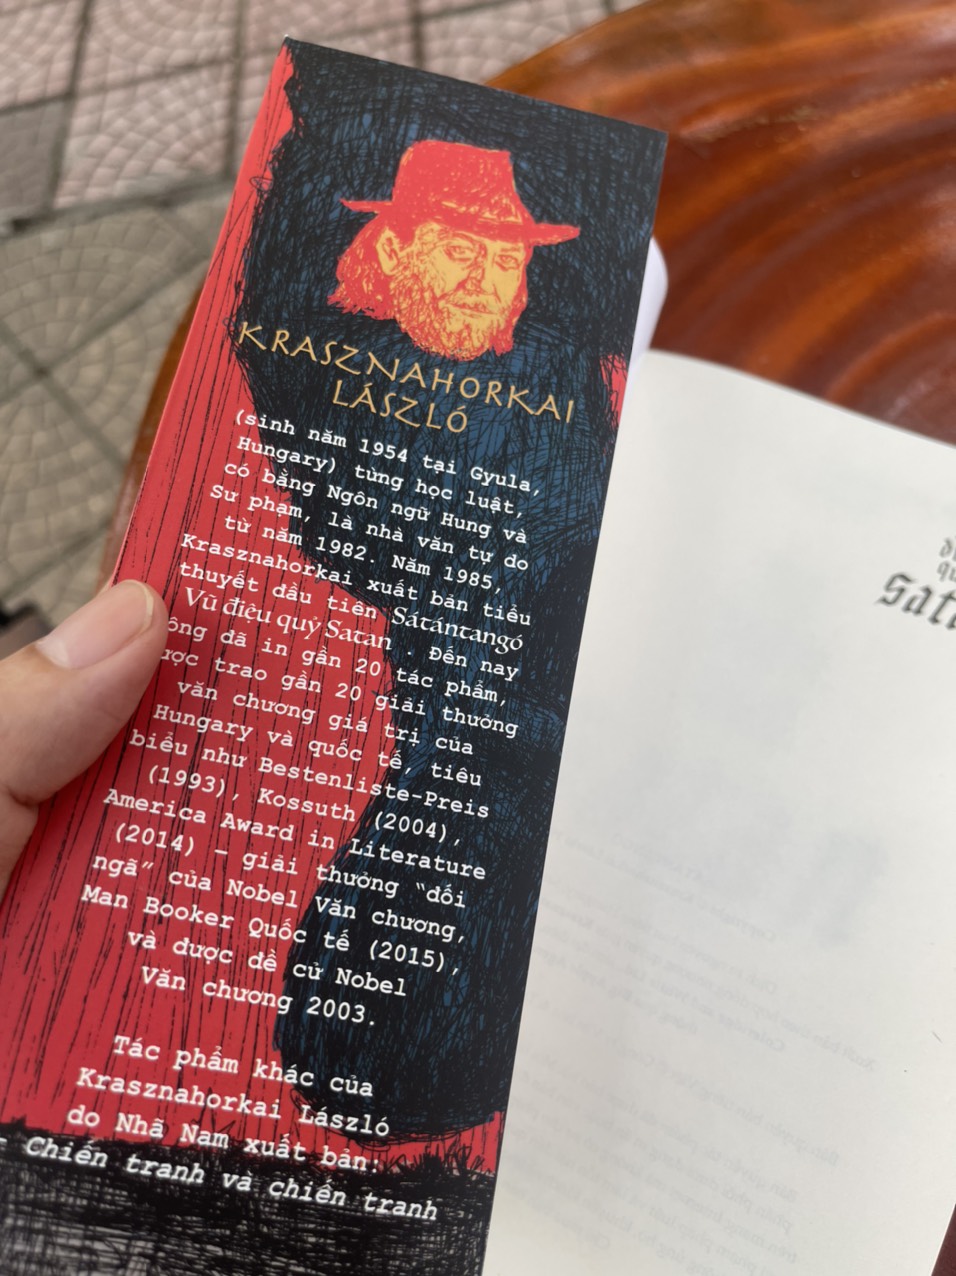 KRASZNAHORKAI
LÁSZLÓ
(sinh năm 1954 tại Gyula,
Hungary) từng học luật,
có bằng Ngôn ngữ Hung và
Sư phạm, là nhà văn tự do
từ năm 1982. Năm 1985,
Krasznahorkai xuất bản tiểu
thuyết đầu tiên Sátántangó
Vũ điệu quỷ Satan . Đến nay
ông đã in gần 20 tác phẩm,
trao gần 20 giải thưởng
văn chương giá trị của
Hungary và quốc tế, tiêu
biểu như Bestenliste-Preis
(1993), Kossuth (2004),
America Award in Literature
(2014) – giải thưởng “đối
ngã” của Nobel Văn chương,
Man Booker Quốc tế (2015),
và được đề cử Nobel
Văn chương 2003.
Tác phẩm khác của
Krasznahorkai László
do Nhã Nam xuất bản:
- Chiến tranh và chiến tranh